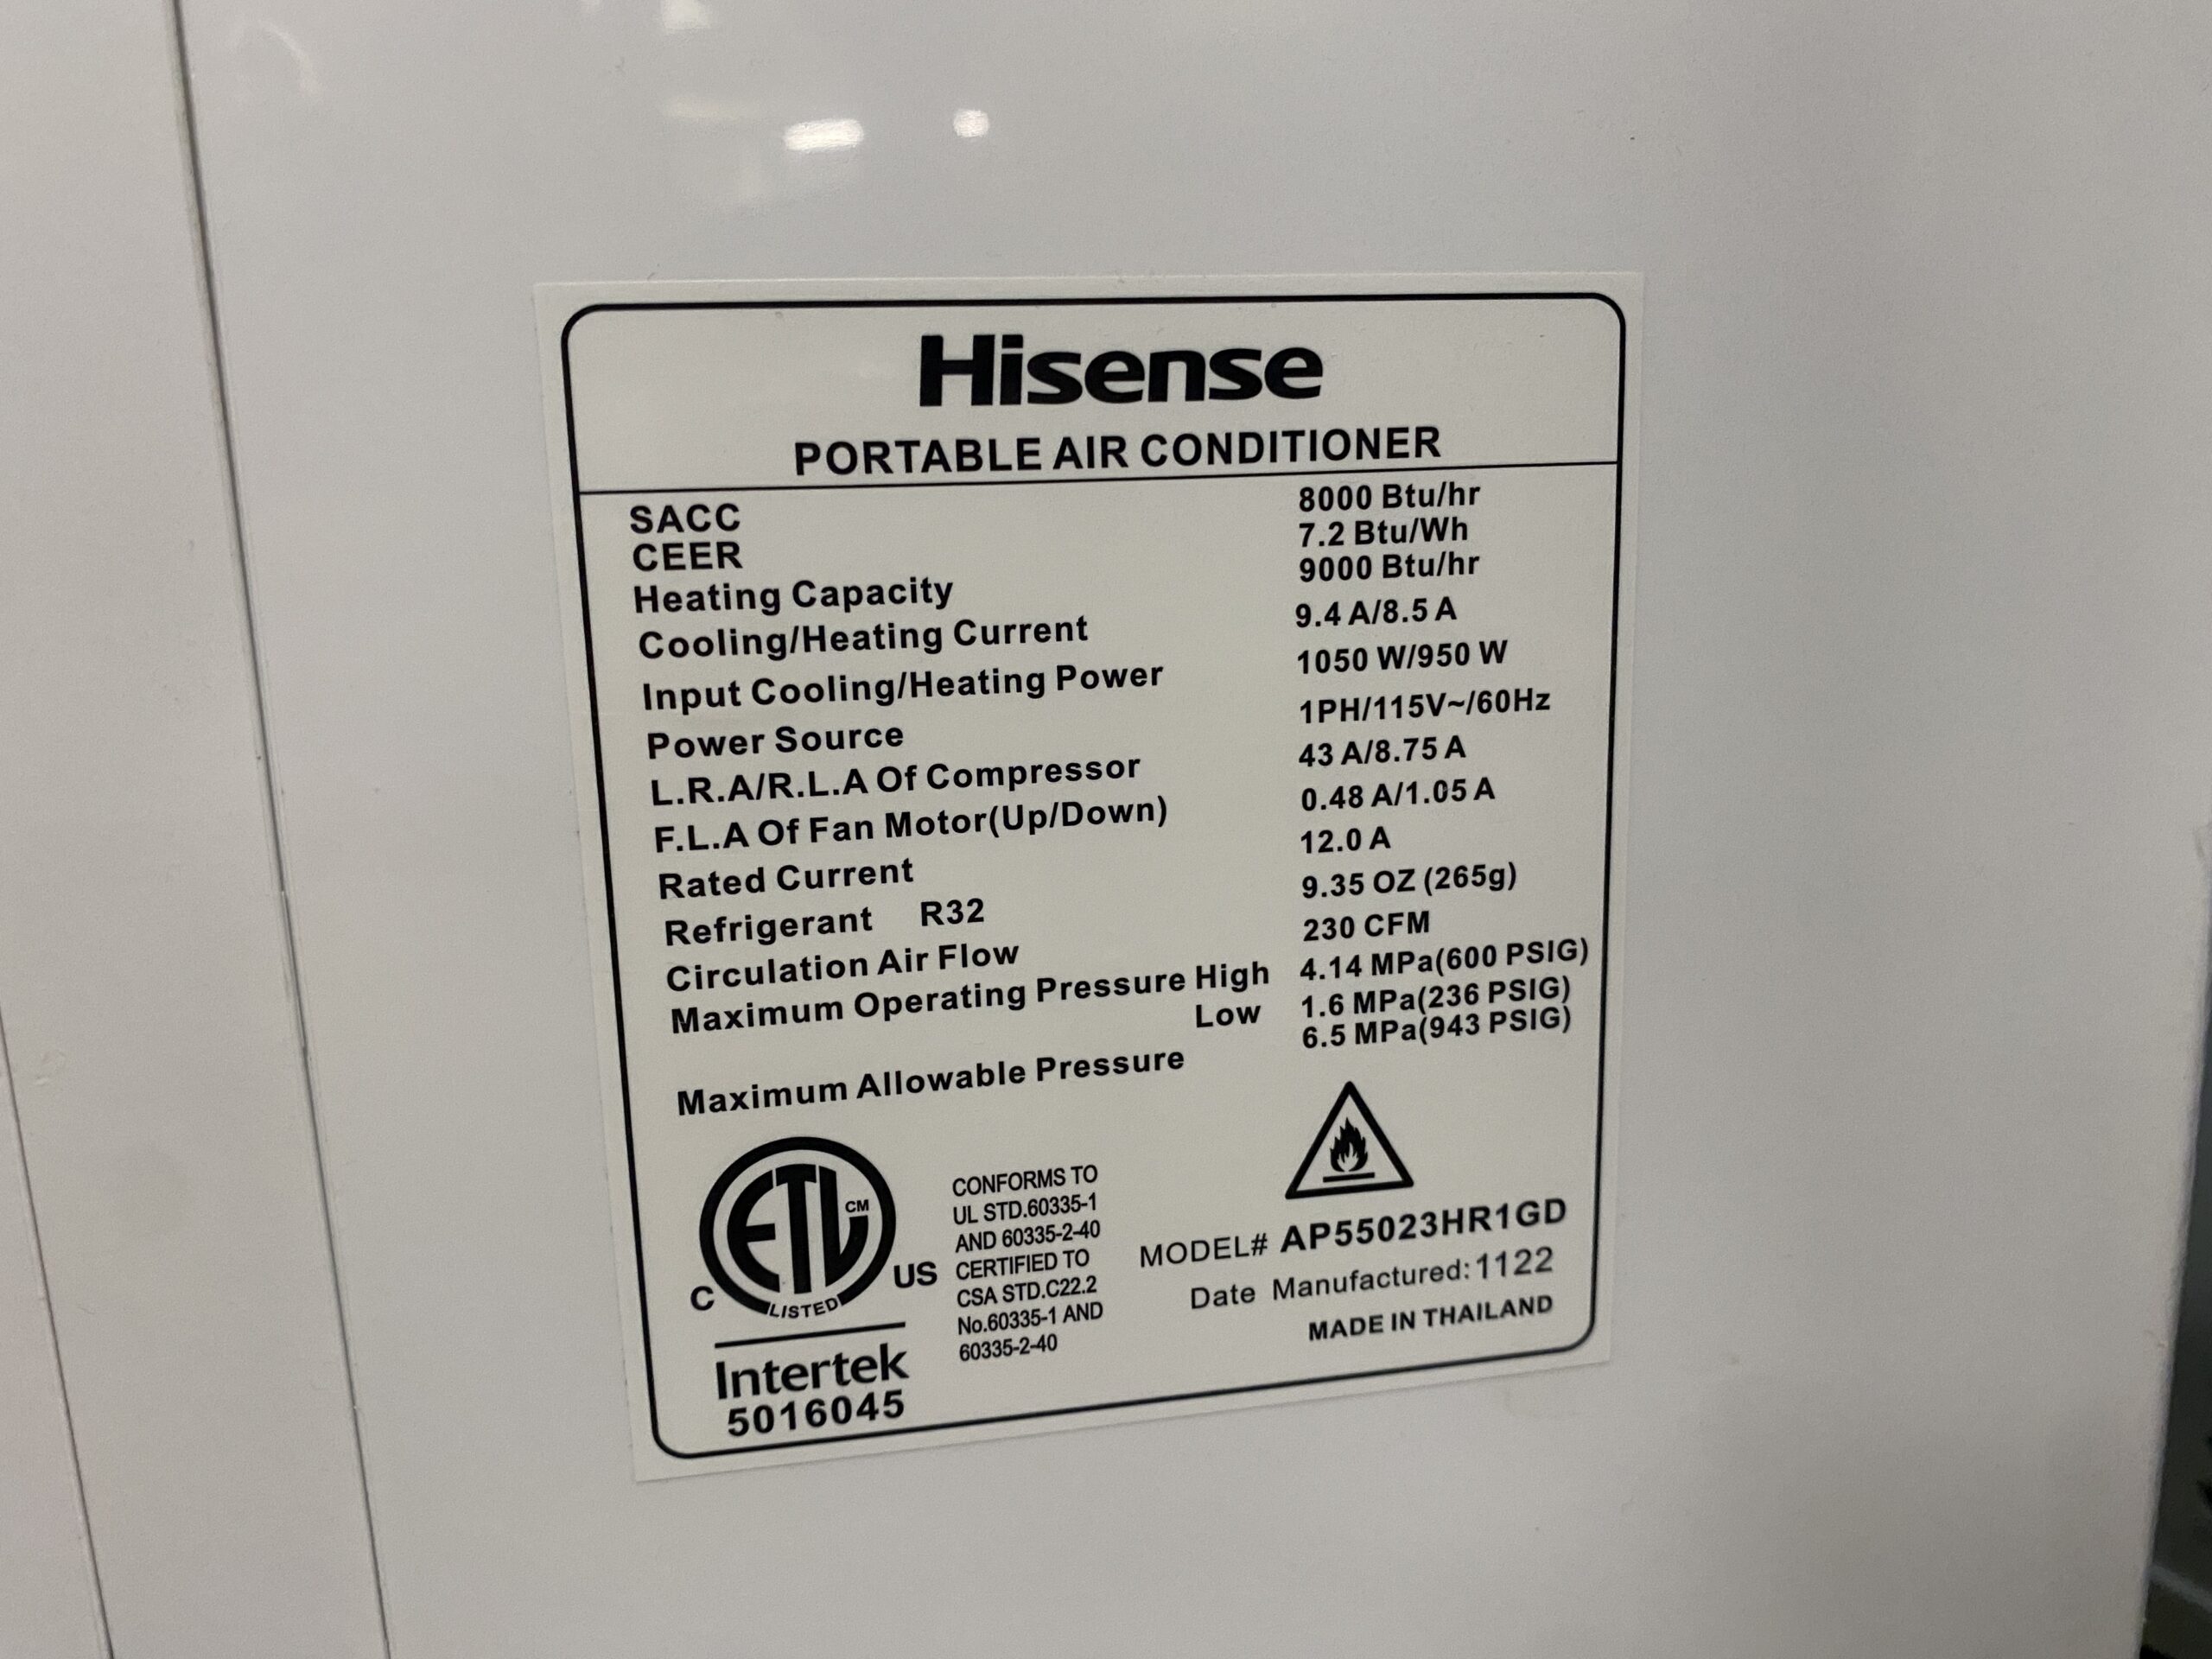 Hisense
PORTABLE AIR CONDITIONER
SACC 8000 Btu/hr
CEER 7.2 Btu/Wh
Heating Capacity 9000 Btu/hr
Cooling/Heating Current 9.4 A/8.5 A
Input Cooling/Heating Power 1050 W/950 W
Power Source 1PH/115V~/60Hz
L.R.A/R.L.A Of Compressor 43 A/8.75 A
F.L.A Of Fan Motor(Up/Down) 0.48 A/1.05 A
Rated Current 12.0 A
Refrigerant R32 9.35 OZ (265g)
Circulation Air Flow 230 CFM
Maximum Operating Pressure High 4.14 MPa(600 PSIG)
Low 1.6 MPa(236 PSIG)
Maximum Allowable Pressure 6.5 MPa(943 PSIG)
ETL CM
LISTED
C US
Intertek
5016045
CONFORMS TO
UL STD.60335-1
AND 60335-2-40
CERTIFIED TO
CSA STD.C22.2
No.60335-1 AND
60335-2-40
MODEL# AP55023HR1GD
Date Manufactured:1122
MADE IN THAILAND